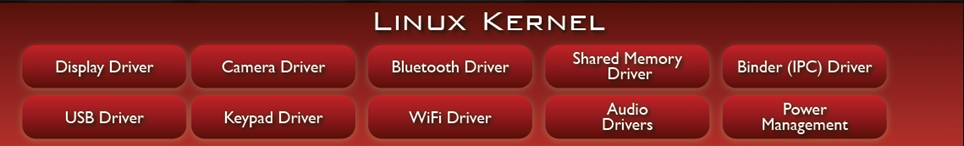 LINUX KERNEL
Display Driver
Camera Driver
Bluetooth Driver
Shared Memory
Driver
Binder (IPC) Driver
USB Driver
Keypad Driver
WiFi Driver
Audio
Drivers
Power
Management